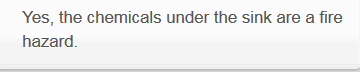 Yes, the chemicals under the sink are a fire
hazard.